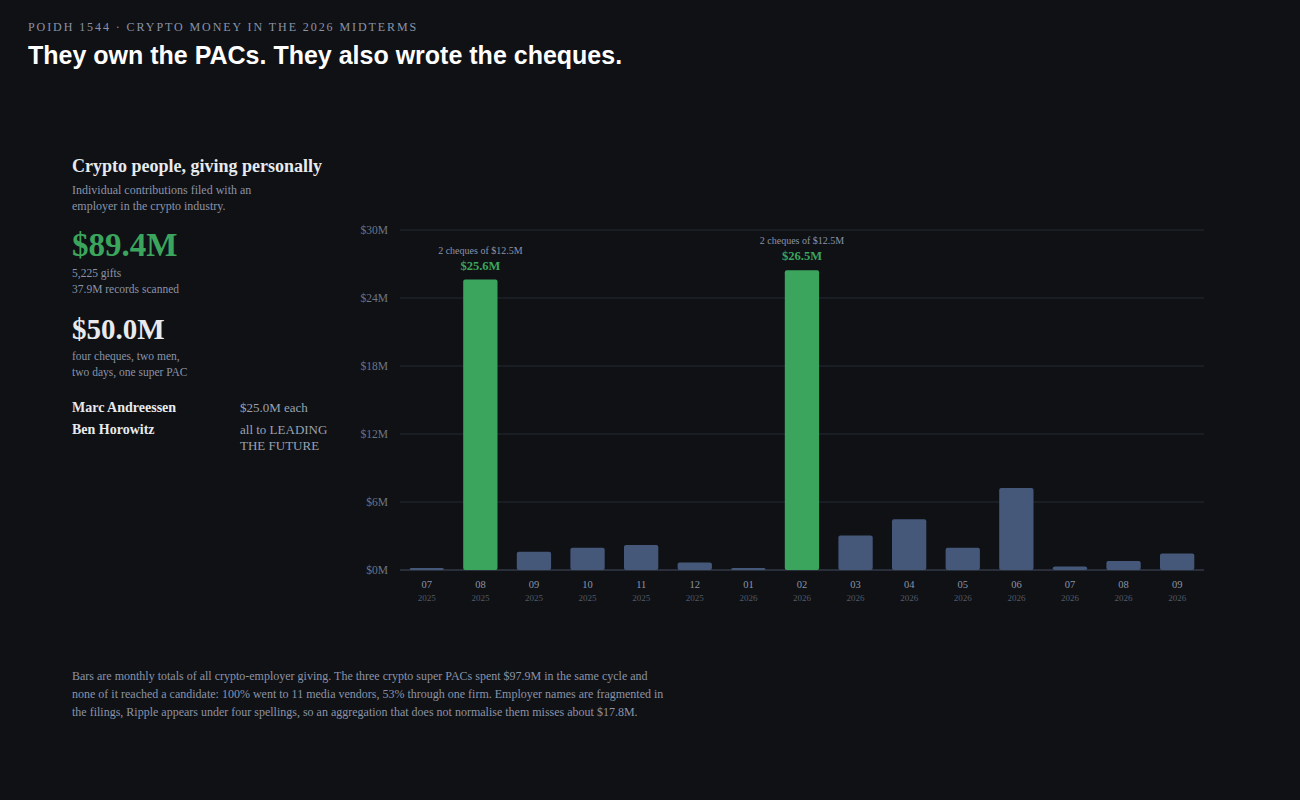 POIDH 1544 · CRYPTO MONEY IN THE 2026 MIDTERMS
They own the PACs. They also wrote the cheques.
Crypto people, giving personally
Individual contributions filed with an
employer in the crypto industry.
$89.4M
5,225 gifts
37.9M records scanned
$50.0M
four cheques, two men,
two days, one super PAC
Marc Andreessen $25.0M each
Ben Horowitz all to LEADING
THE FUTURE
$30M
$24M
$18M
$12M
$6M
$0M
2 cheques of $12.5M
$25.6M
2 cheques of $12.5M
$26.5M
07 08 09 10 11 12 01 02 03 04 05 06 07 08 09
2025 2025 2025 2025 2025 2025 2026 2026 2026 2026 2026 2026 2026 2026 2026
Bars are monthly totals of all crypto-employer giving. The three crypto super PACs spent $97.9M in the same cycle and
none of it reached a candidate: 100% went to 11 media vendors, 53% through one firm. Employer names are fragmented in
the filings, Ripple appears under four spellings, so an aggregation that does not normalise them misses about $17.8M.